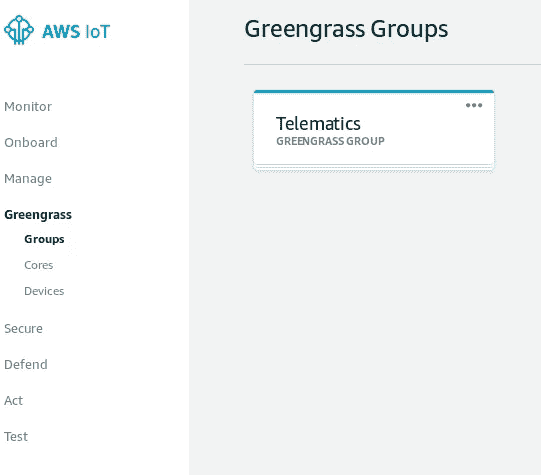 AWS IoT
Monitor
Onboard
Manage
Greengrass
Groups
Cores
Devices
Secure
Defend
Act
Test
Greengrass Groups
Telematics
GREENGRASS GROUP